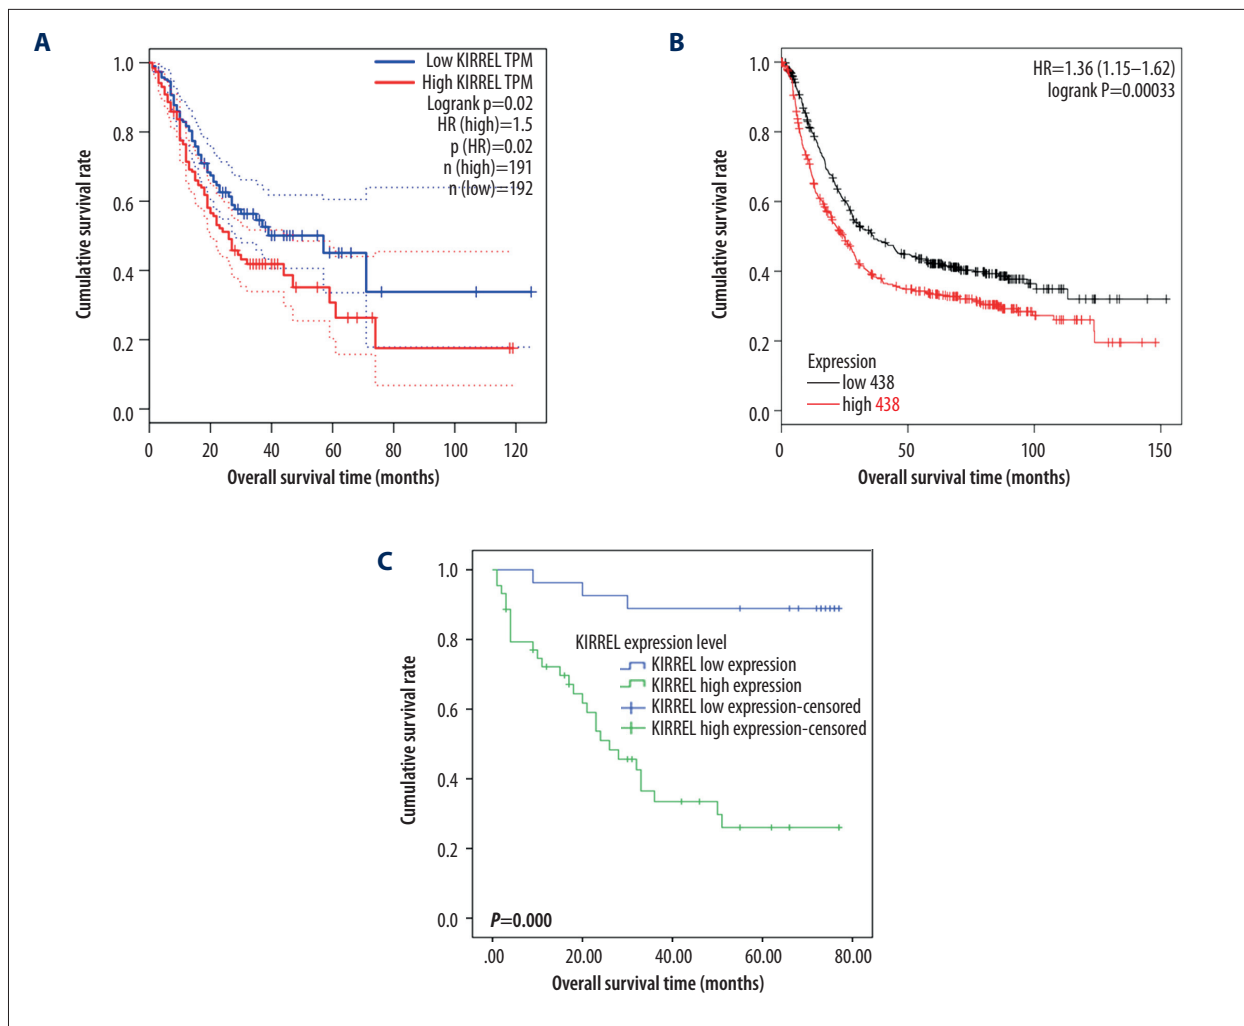 A
Low KIRREL TPM
High KIRREL TPM
Logrank p=0.02
HR (high)=1.5
p (HR)=0.02
n (high)=191
n (low)=192
1.0
0.8
0.6
0.4
0.2
0.0
Cumulative survival rate
0 20 40 60 80 100 120
Overall survival time (months)
B
HR=1.36 (1.15–1.62)
logrank P=0.00033
1.0
0.8
0.6
0.4
0.2
0.0
Cumulative survival rate
Expression
low 438
high 438
0 50 100 150
Overall survival time (months)
C
1.0
0.8
0.6
0.4
0.2
0.0
Cumulative survival rate
KIRREL expression level
KIRREL low expression
KIRREL high expression
KIRREL low expression-censored
KIRREL high expression-censored
P=0.000
.00 20.00 40.00 60.00 80.00
Overall survival time (months)